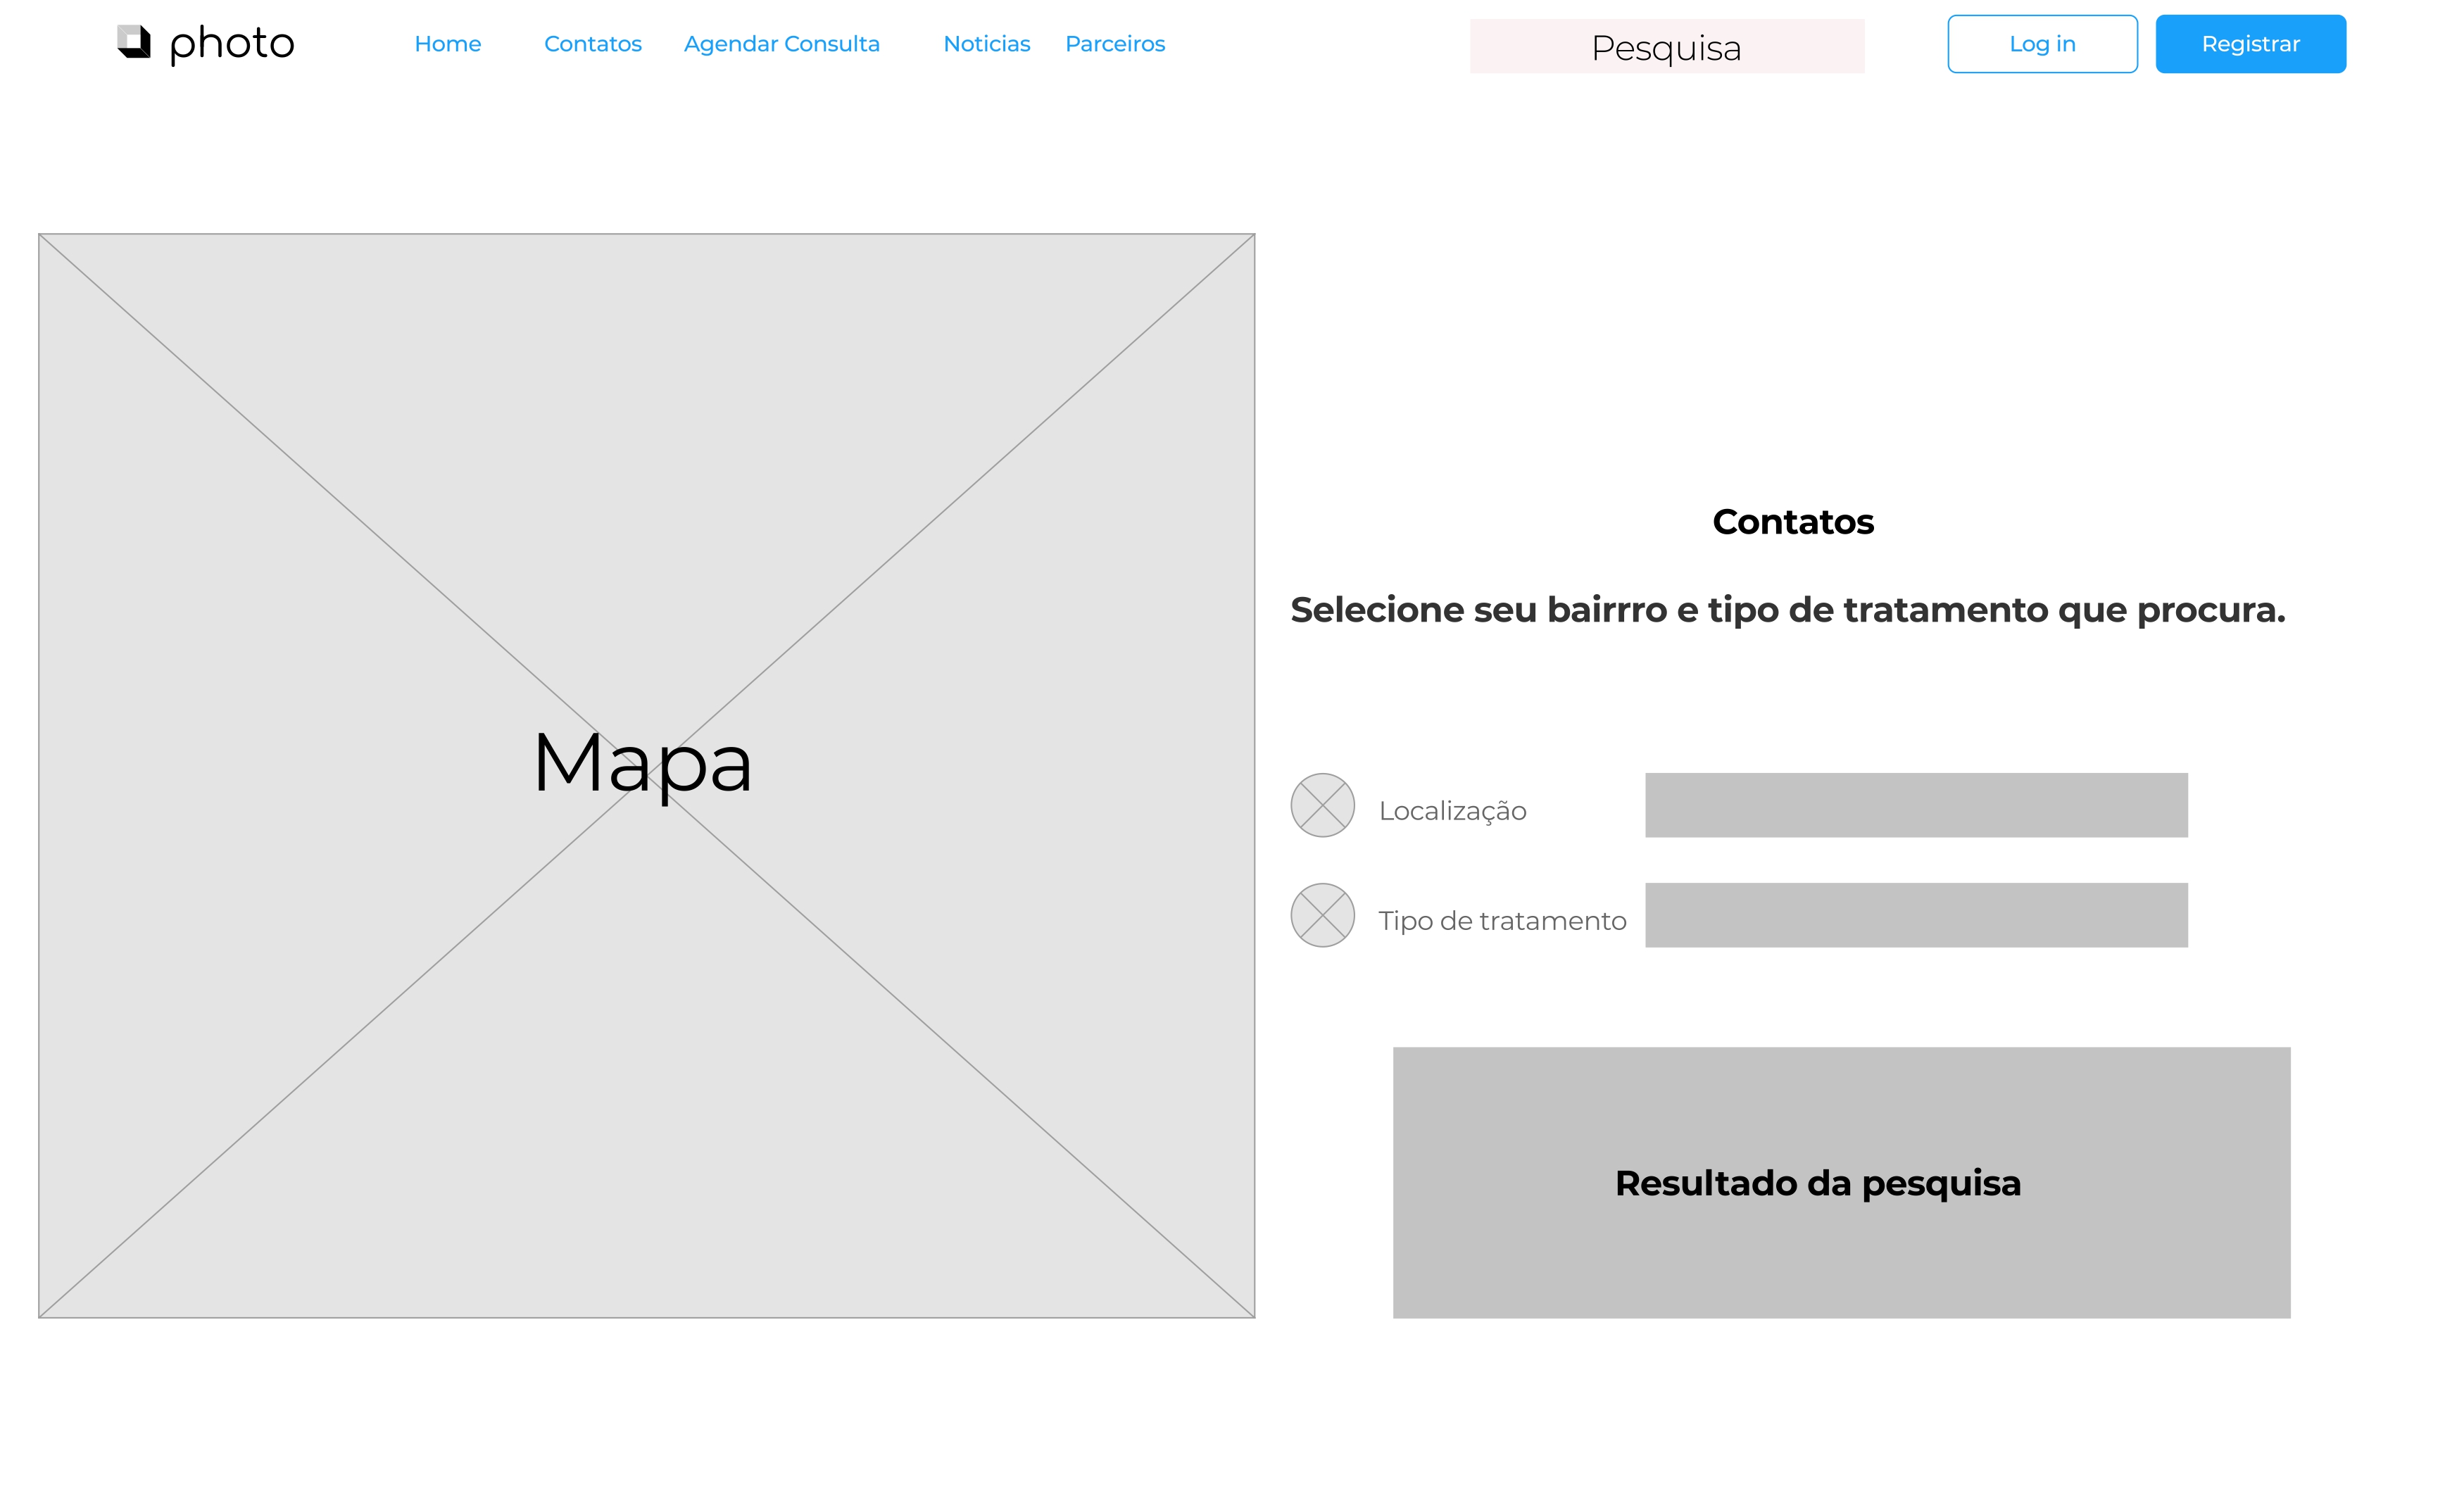 photo
Home Contatos Agendar Consulta Noticias Parceiros
Pesquisa
Log in
Registrar
Mapa
Contatos
Selecione seu bairrro e tipo de tratamento que procura.
Localização
Tipo de tratamento
Resultado da pesquisa